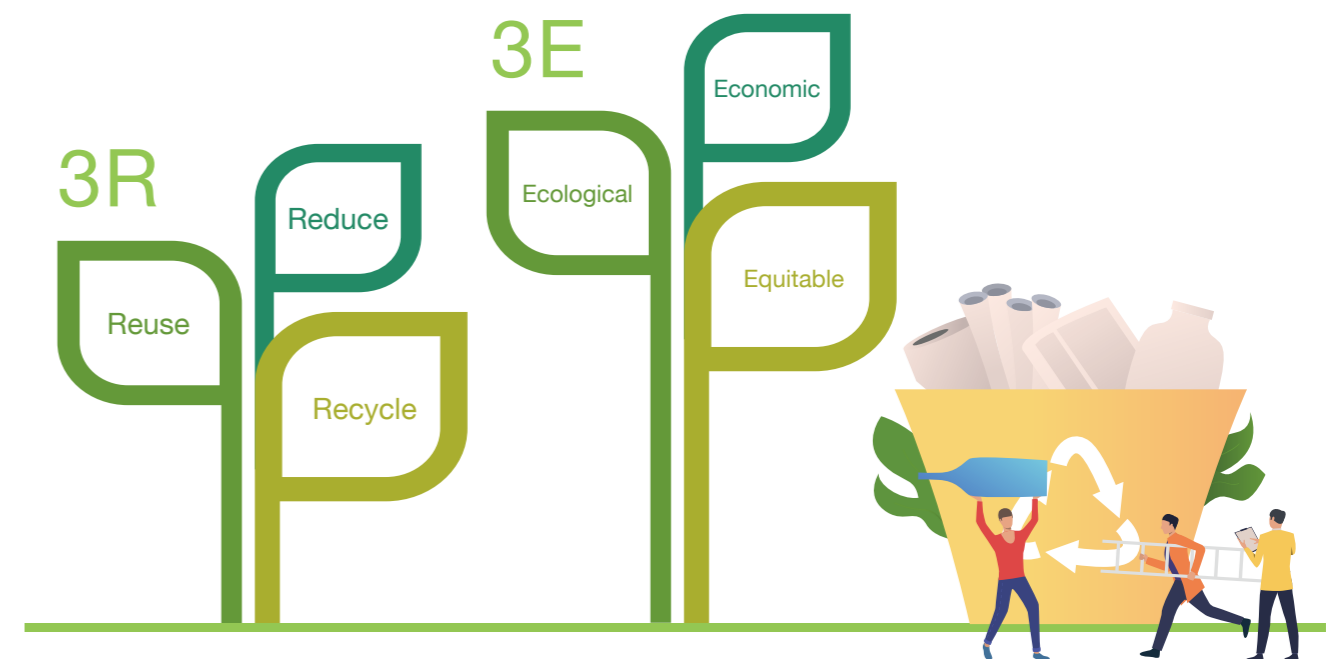 3R
Reuse
Reduce
Recycle
3E
Ecological
Economic
Equitable